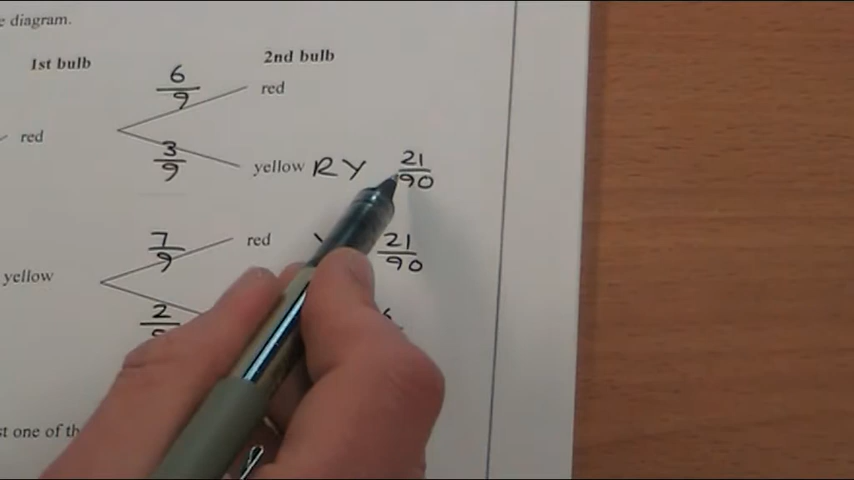 e diagram.
1st bulb 2nd bulb
6/9 red
red
3/9 yellow RY 21/90
7/9 red 21/90
yellow
2
st one of th